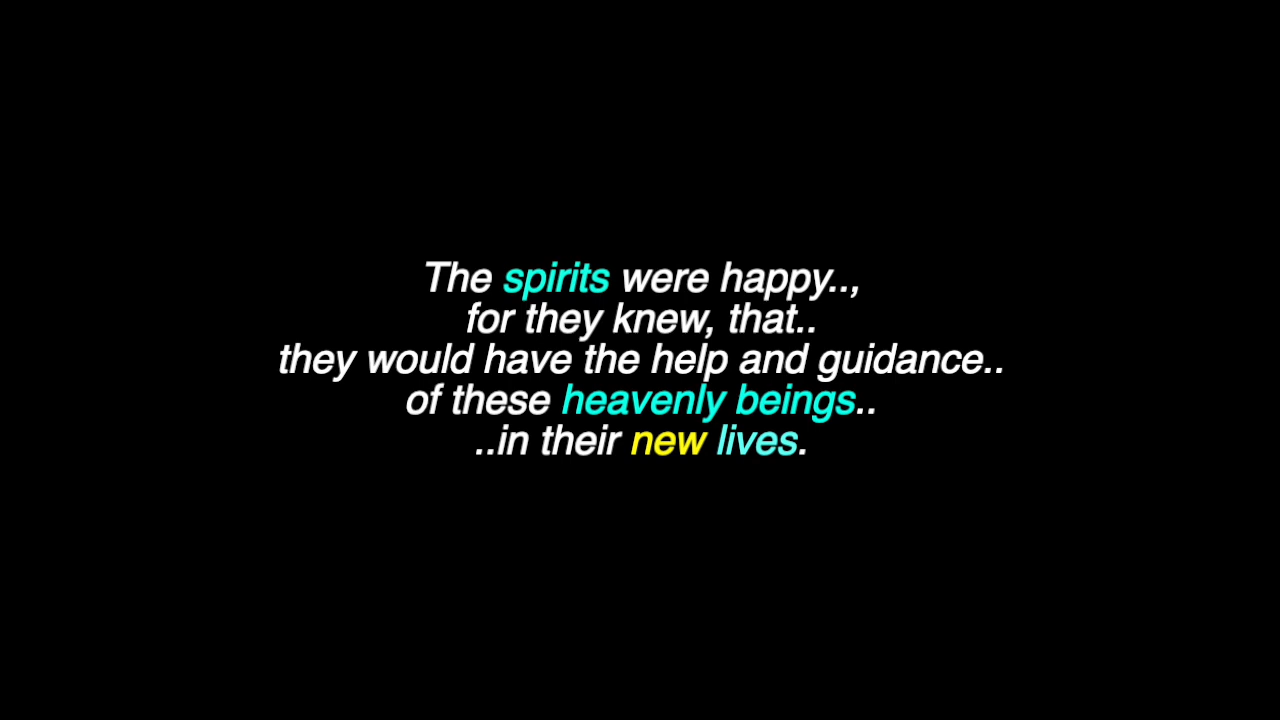 The spirits were happy..,
for they knew, that..
they would have the help and guidance..
of these heavenly beings..
..in their new lives.